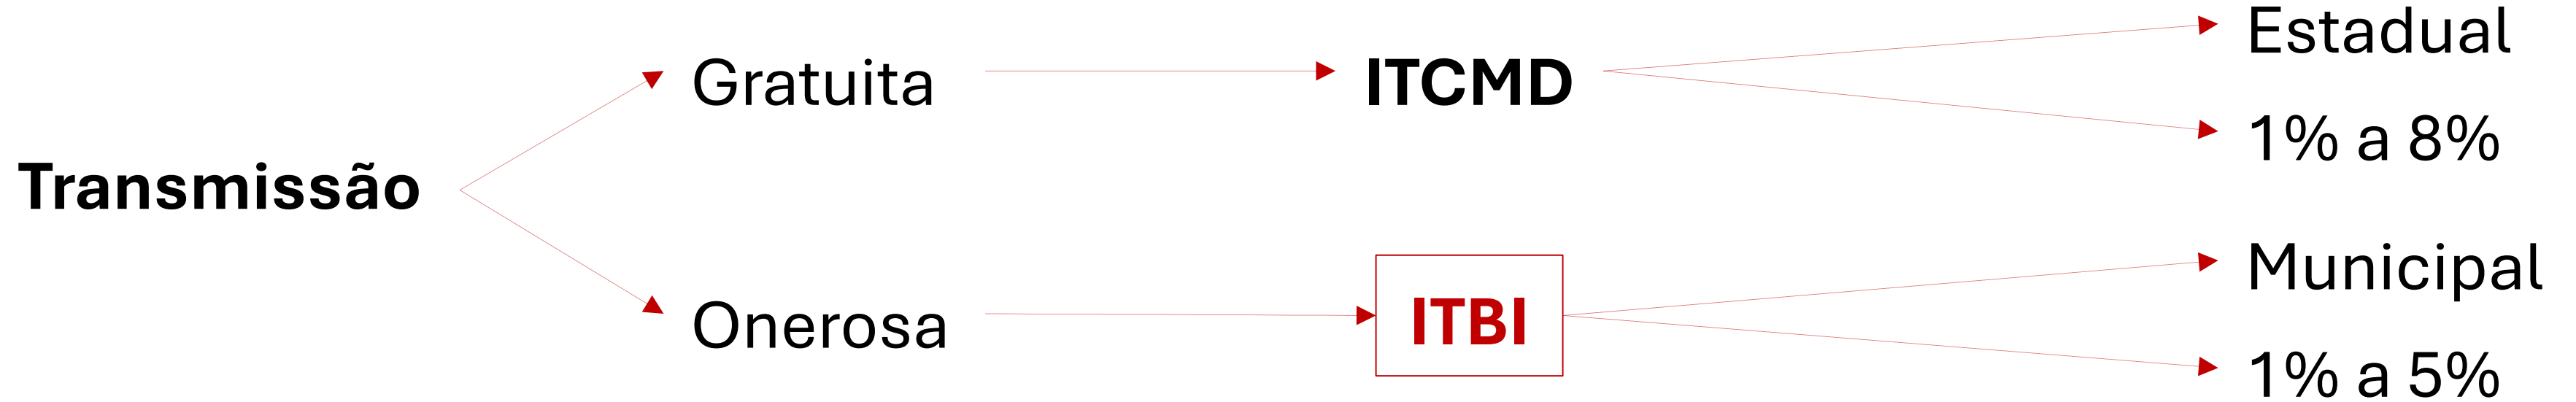 Transmissão
Gratuita
ITCMD
Estadual
1% a 8%
Onerosa
ITBI
Municipal
1% a 5%